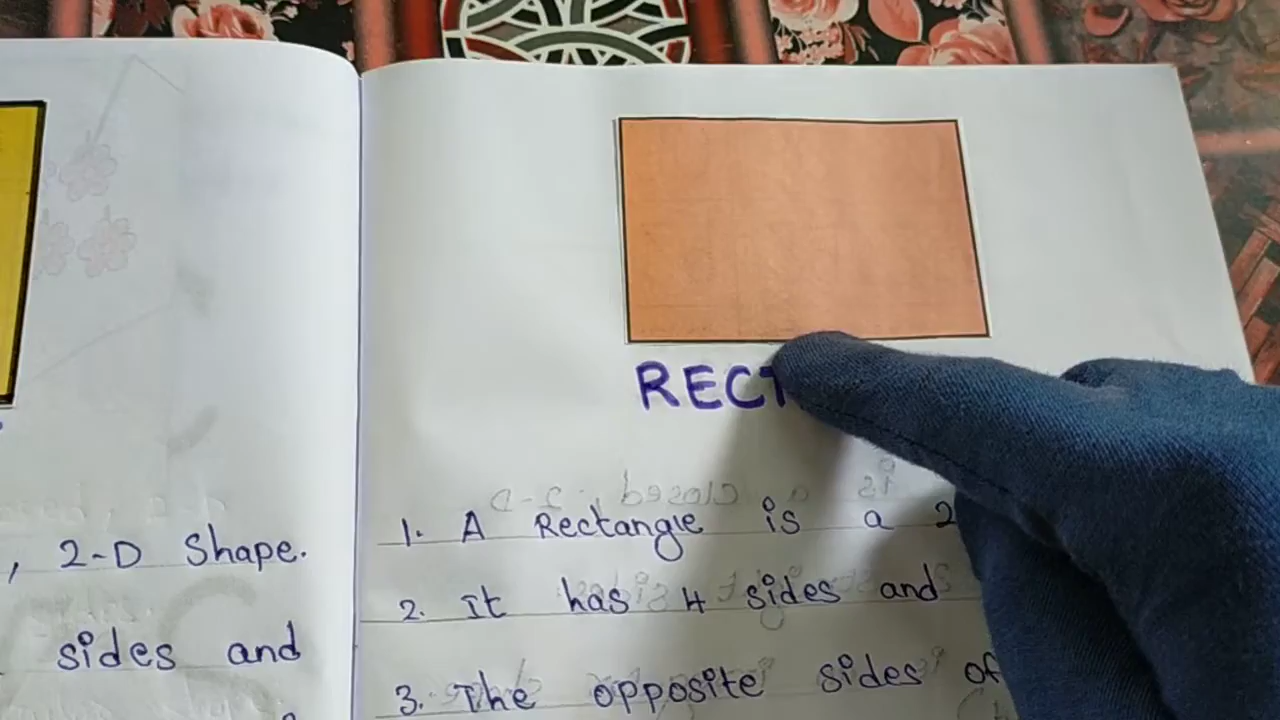 , 2-D Shape.
sides and
RECT
1. A Rectangle is a 2
2. It has 4 sides and
3. The opposite sides of